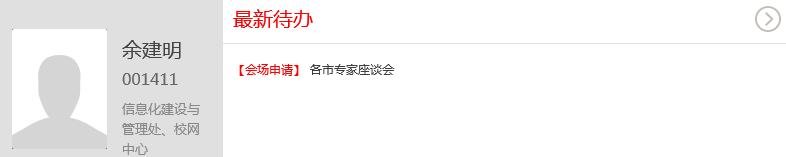 余建明
001411
信息化建设与
管理处、校网
中心
最新待办
【会场申请】 各市专家座谈会